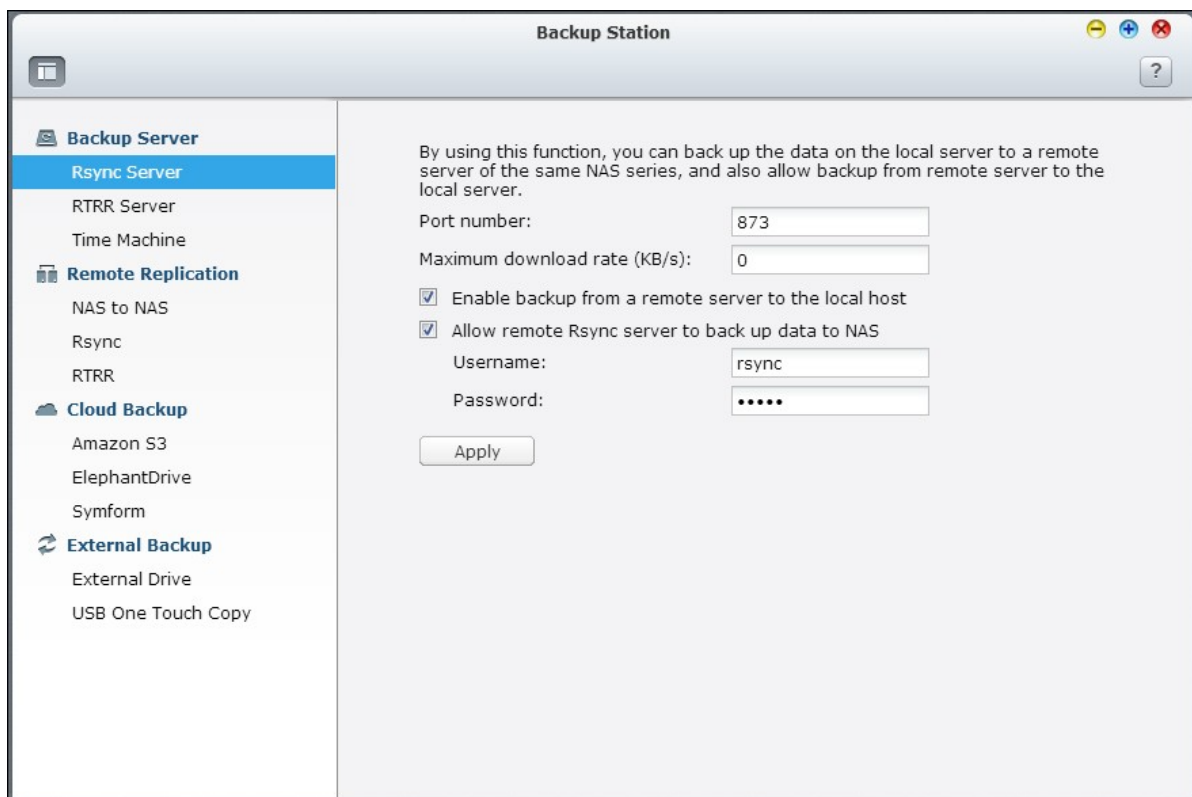 Backup Station
?
Backup Server
Rsync Server
RTRR Server
Time Machine
Remote Replication
NAS to NAS
Rsync
RTRR
Cloud Backup
Amazon S3
ElephantDrive
Symform
External Backup
External Drive
USB One Touch Copy
By using this function, you can back up the data on the local server to a remote
server of the same NAS series, and also allow backup from remote server to the
local server.
Port number: 873
Maximum download rate (KB/s): 0
Enable backup from a remote server to the local host
Allow remote Rsync server to back up data to NAS
Username: rsync
Password: •••••
Apply